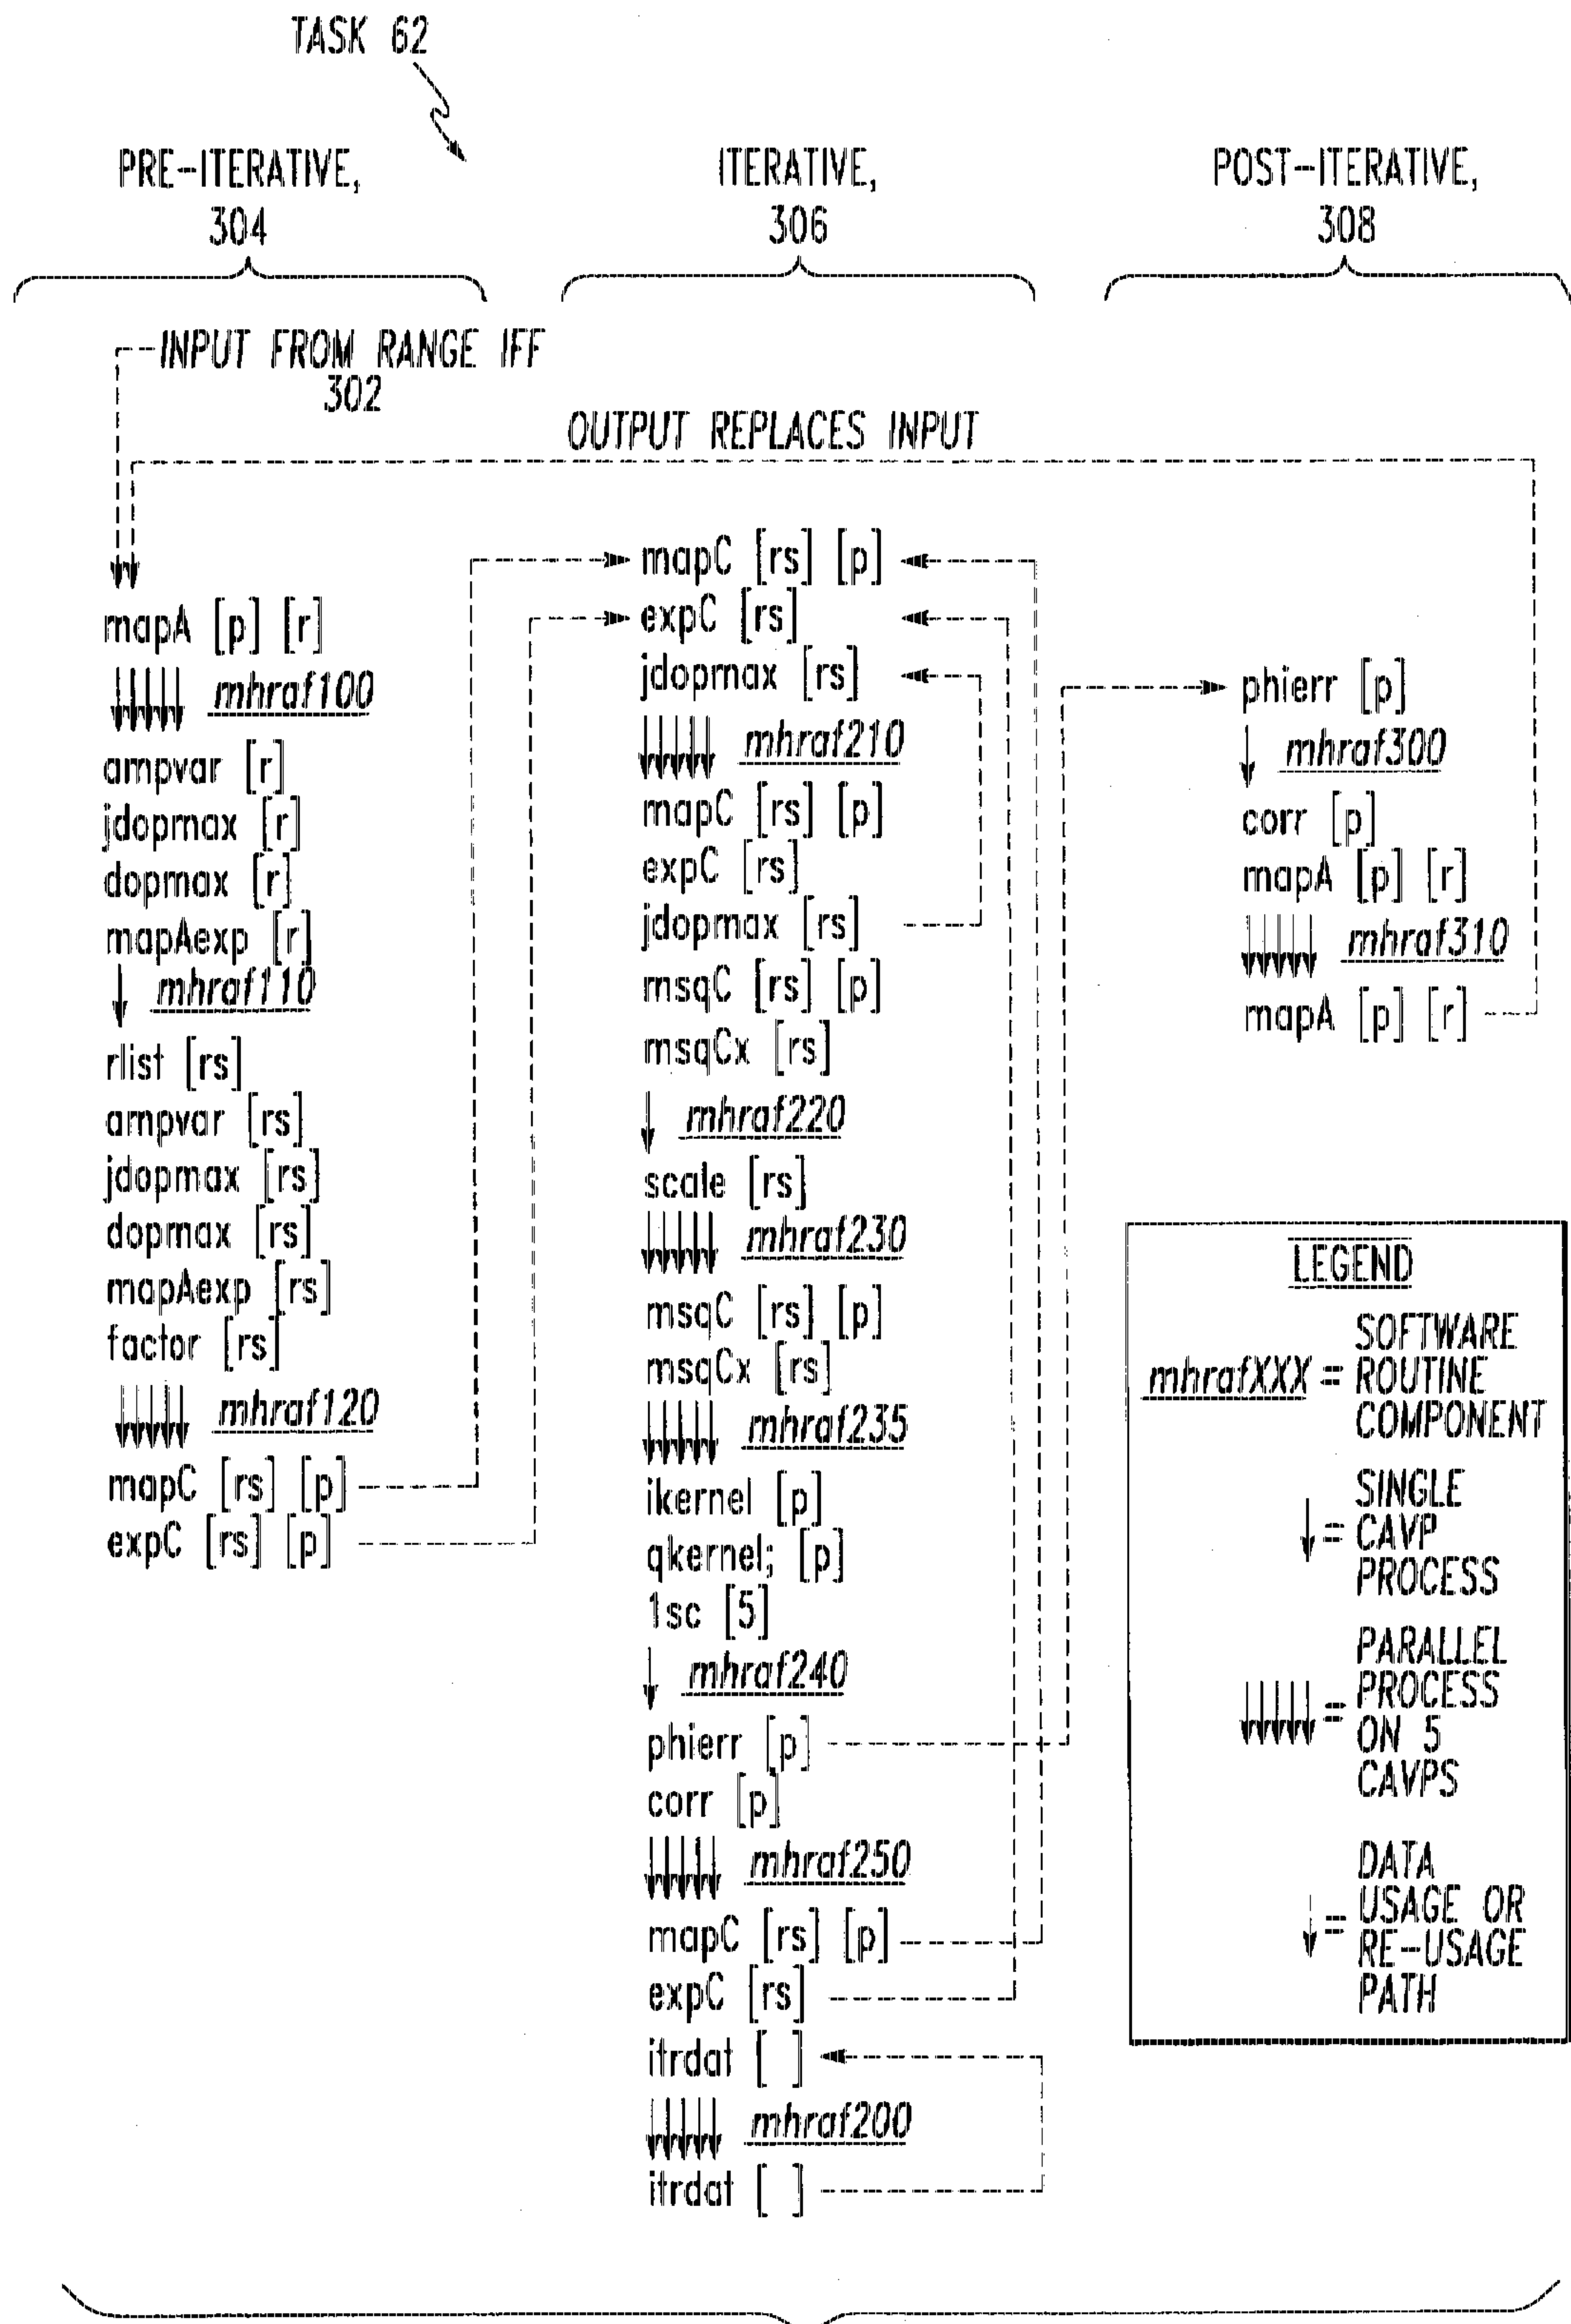 TASK 62
PRE-ITERATIVE,
304
ITERATIVE,
306
POST-ITERATIVE,
308
INPUT FROM RANGE IFF
302
OUTPUT REPLACES INPUT
mapA [p] [r]
mhraf100
ampvar [r]
jdopmax [r]
dopmax [r]
mapAexp [r]
mhraf110
rlist [rs]
ampvar [rs]
jdopmax [rs]
dopmax [rs]
mapAexp [rs]
factor [rs]
mhraf120
mapC [rs] [p]
expC [rs] [p]
mapC [rs] [p]
expC [rs]
jdopmax [rs]
mhraf210
mapC [rs] [p]
expC [rs]
jdopmax [rs]
msqC [rs] [p]
msqCx [rs]
mhraf220
scale [rs]
mhraf230
msqC [rs] [p]
msqCx [rs]
mhraf235
ikernel [p]
qkernel; [p]
1sc [5]
mhraf240
phierr [p]
corr [p]
mhraf250
mapC [rs] [p]
expC [rs]
itrdat [ ]
mhraf200
itrdat [ ]
phierr [p]
mhraf300
corr [p]
mapA [p] [r]
mhraf310
mapA [p] [r]
LEGEND
SOFTWARE
mhrafXXX = ROUTINE
COMPONENT
SINGLE
= CAVP
PROCESS
PARALLEL
PROCESS
= ON 5
CAVPS
DATA
= USAGE OR
RE-USAGE
PATH